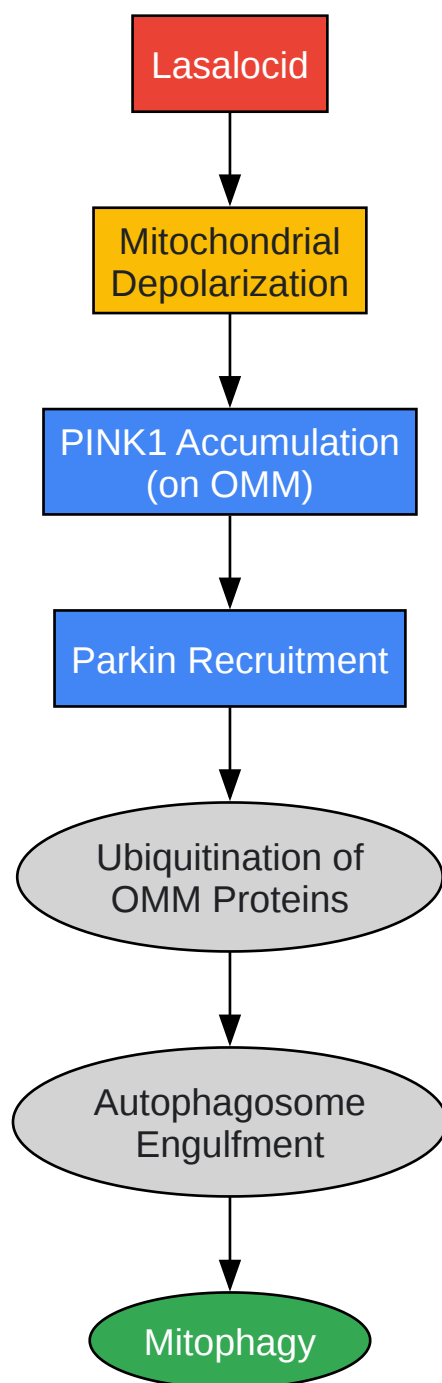 Lasalocid
Mitochondrial
Depolarization
PINK1 Accumulation
(on OMM)
Parkin Recruitment
Ubiquitination of
OMM Proteins
Autophagosome
Engulfment
Mitophagy